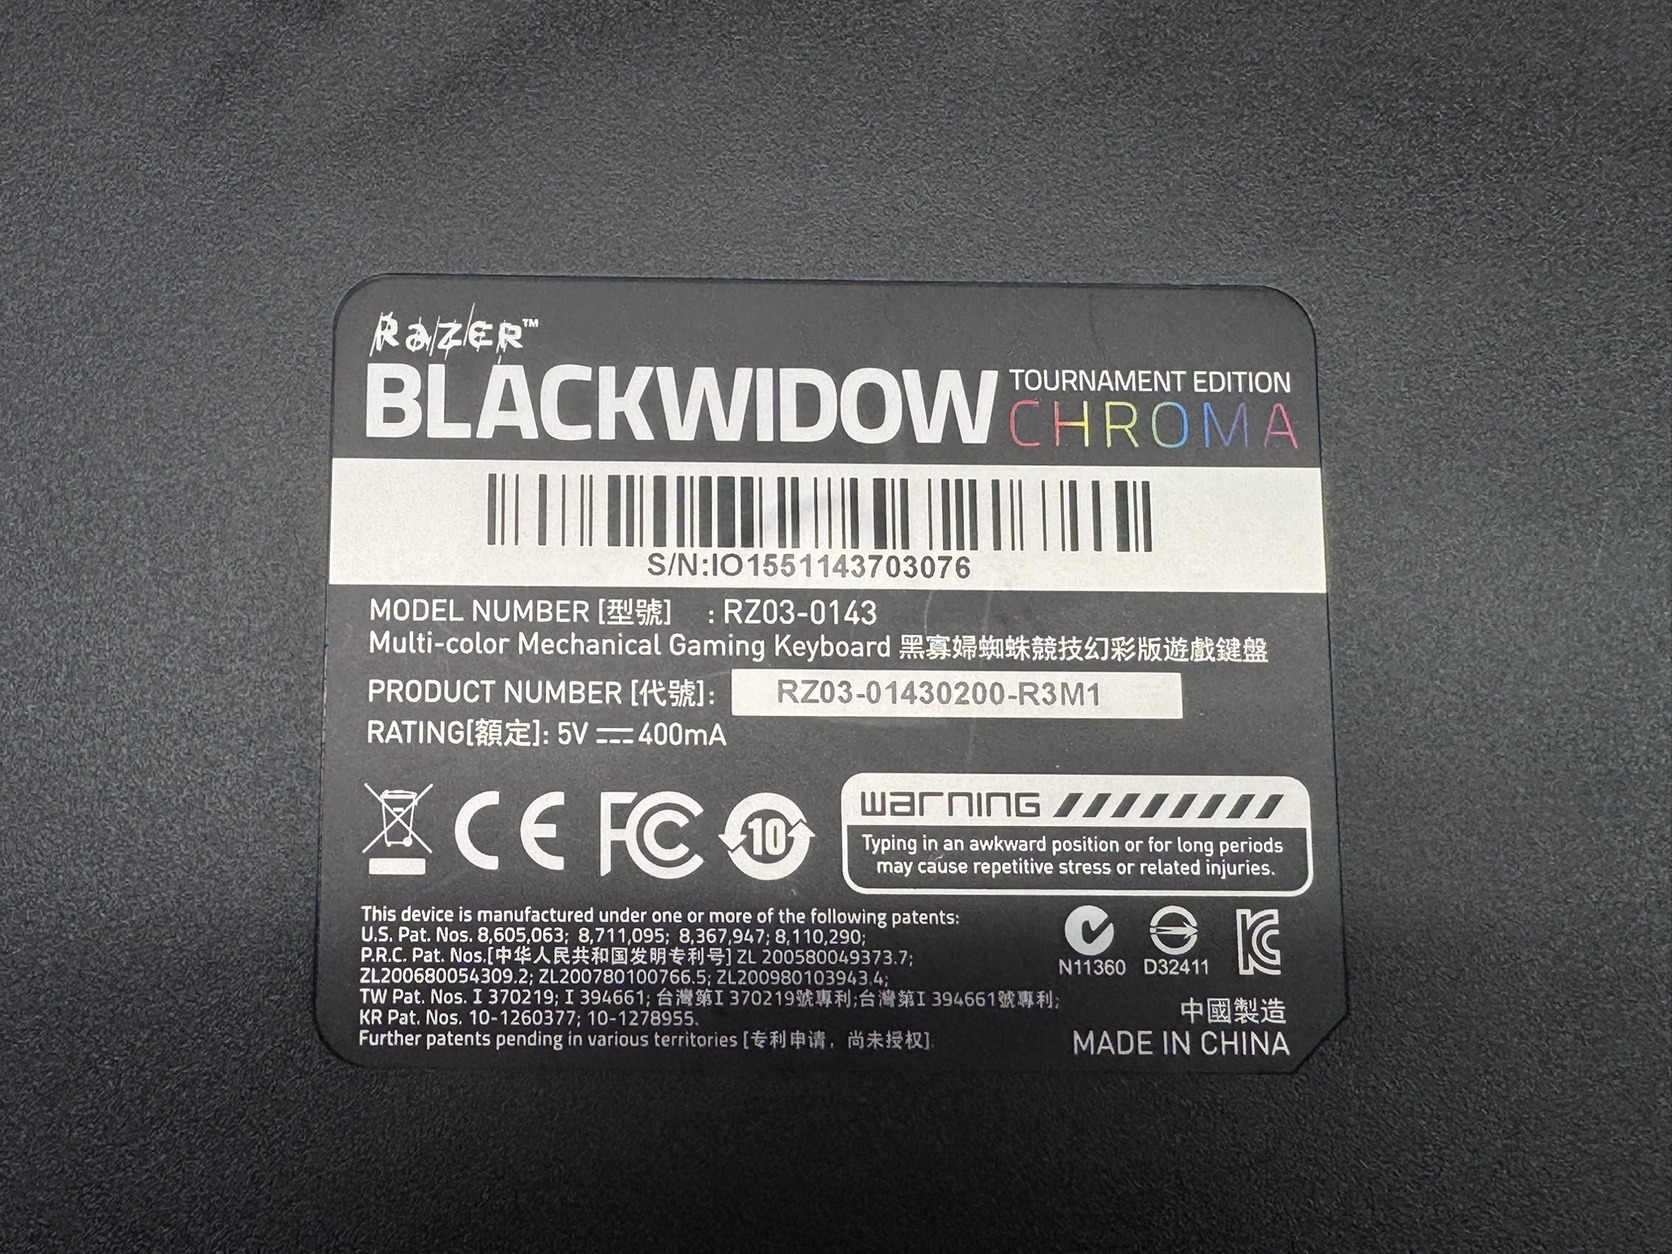 RAZER™
BLACKWIDOW TOURNAMENT EDITION
CHROMA
S/N:IO1551143703076
MODEL NUMBER [型號] : RZ03-0143
Multi-color Mechanical Gaming Keyboard 黑寡婦蜘蛛競技幻彩版遊戲鍵盤
PRODUCT NUMBER [代號]: RZ03-01430200-R3M1
RATING[額定]: 5V ⎓ 400mA
CE FC 10
warning
Typing in an awkward position or for long periods
may cause repetitive stress or related injuries.
This device is manufactured under one or more of the following patents:
U.S. Pat. Nos. 8,605,063; 8,711,095; 8,367,947; 8,110,290;
P.R.C. Pat. Nos.[中华人民共和国发明专利号] ZL 200580049373.7;
ZL200680054309.2; ZL200780100766.5; ZL200980103943.4;
TW Pat. Nos. I 370219; I 394661; 台灣第I 370219號專利;台灣第I 394661號專利;
KR Pat. Nos. 10-1260377; 10-1278955.
Further patents pending in various territories [专利申请，尚未授权].
N11360 D32411
中國製造
MADE IN CHINA